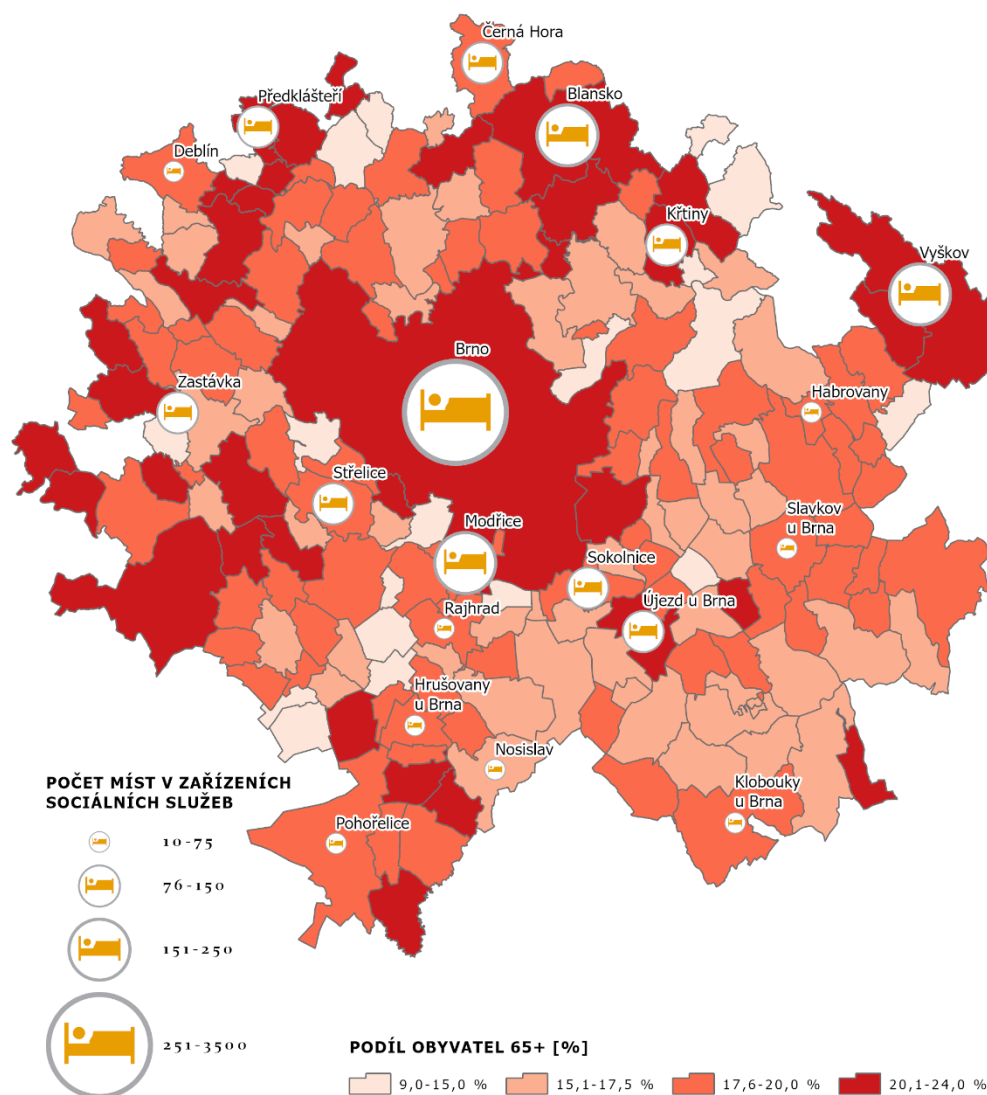 Černá Hora
Předklášteří
Blansko
Deblín
Křtiny
Vyškov
Brno
Zastávka
Habrovany
Střelice
Slavkov
u Brna
Modřice
Sokolnice
Újezd u Brna
Rajhrad
Hrušovany
u Brna
Nosislav
Klobouky
u Brna
Pohořelice
POČET MÍST V ZAŘÍZENÍCH
SOCIÁLNÍCH SLUŽEB
10-75
76-150
151-250
251-3500
PODÍL OBYVATEL 65+ [%]
9,0-15,0 %
15,1-17,5 %
17,6-20,0 %
20,1-24,0 %